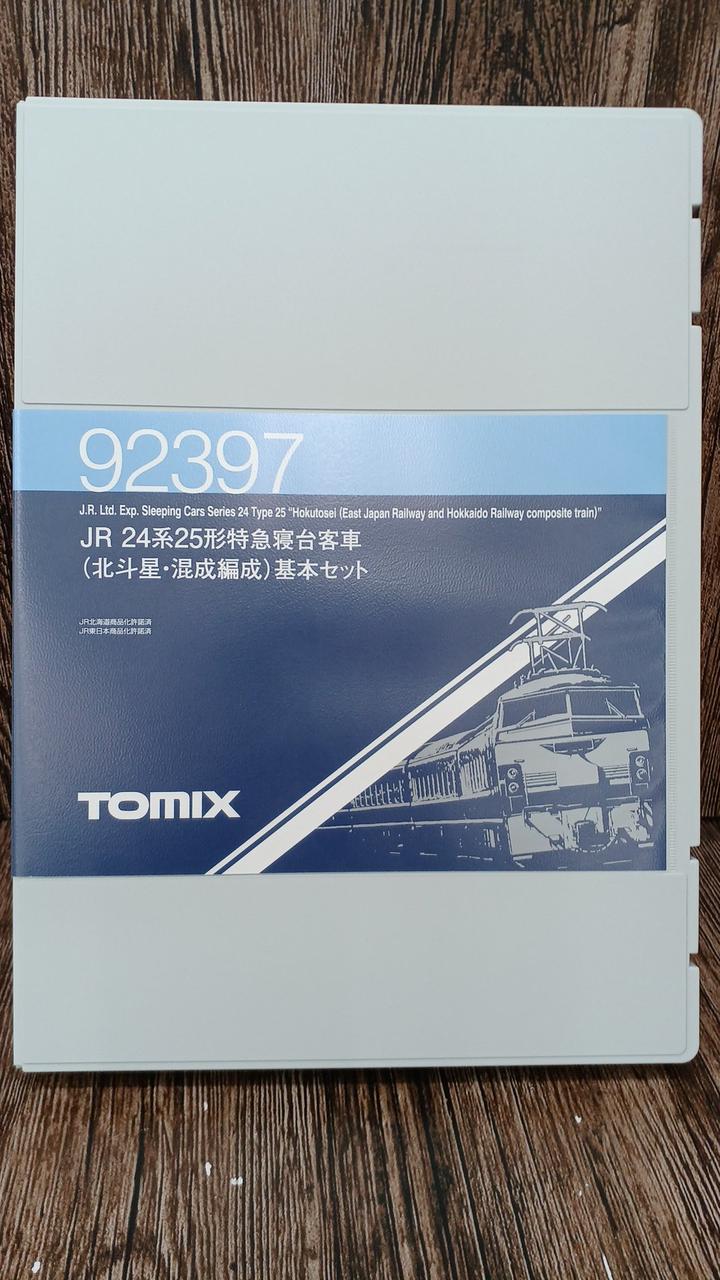 92397
J.R. Ltd. Exp. Sleeping Cars Series 24 Type 25 "Hokutosei (East Japan Railway and Hokkaido Railway composite train)"
JR 24系25形特急寝台客車
(北斗星・混成編成)基本セット
JR北海道商品化許諾済
JR東日本商品化許諾済
TOMIX